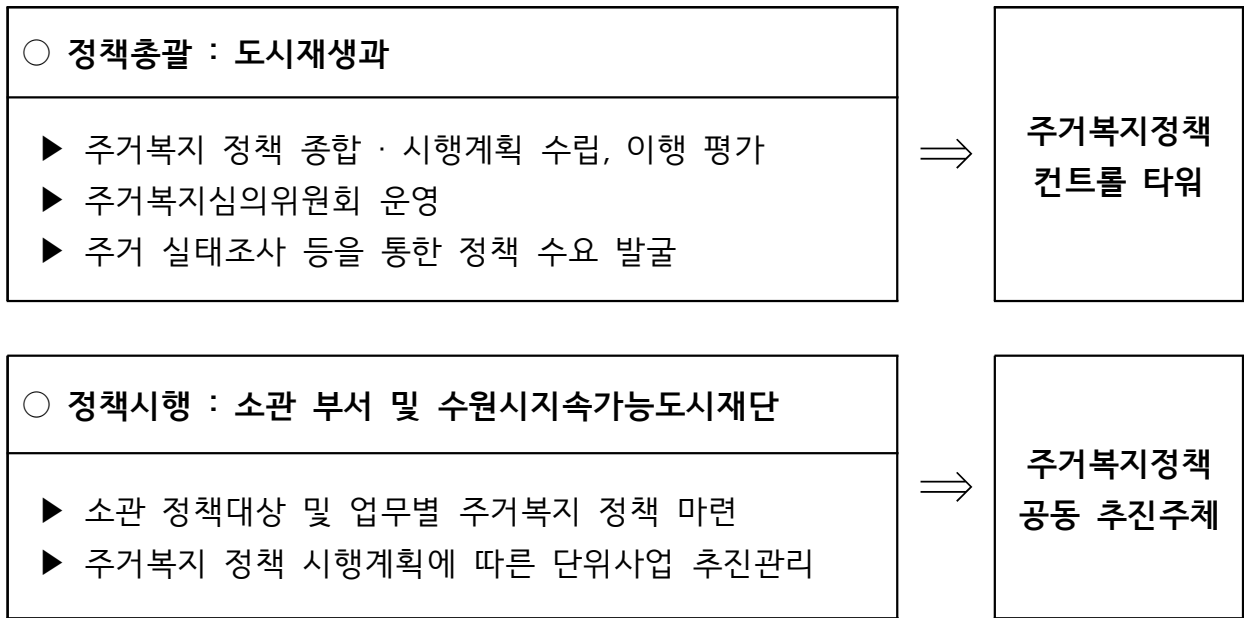 ○ 정책총괄 : 도시재생과
▶ 주거복지 정책 종합 · 시행계획 수립, 이행 평가
▶ 주거복지심의위원회 운영
▶ 주거 실태조사 등을 통한 정책 수요 발굴
⇒
주거복지정책
컨트롤 타워
○ 정책시행 : 소관 부서 및 수원시지속가능도시재단
▶ 소관 정책대상 및 업무별 주거복지 정책 마련
▶ 주거복지 정책 시행계획에 따른 단위사업 추진관리
⇒
주거복지정책
공동 추진주체